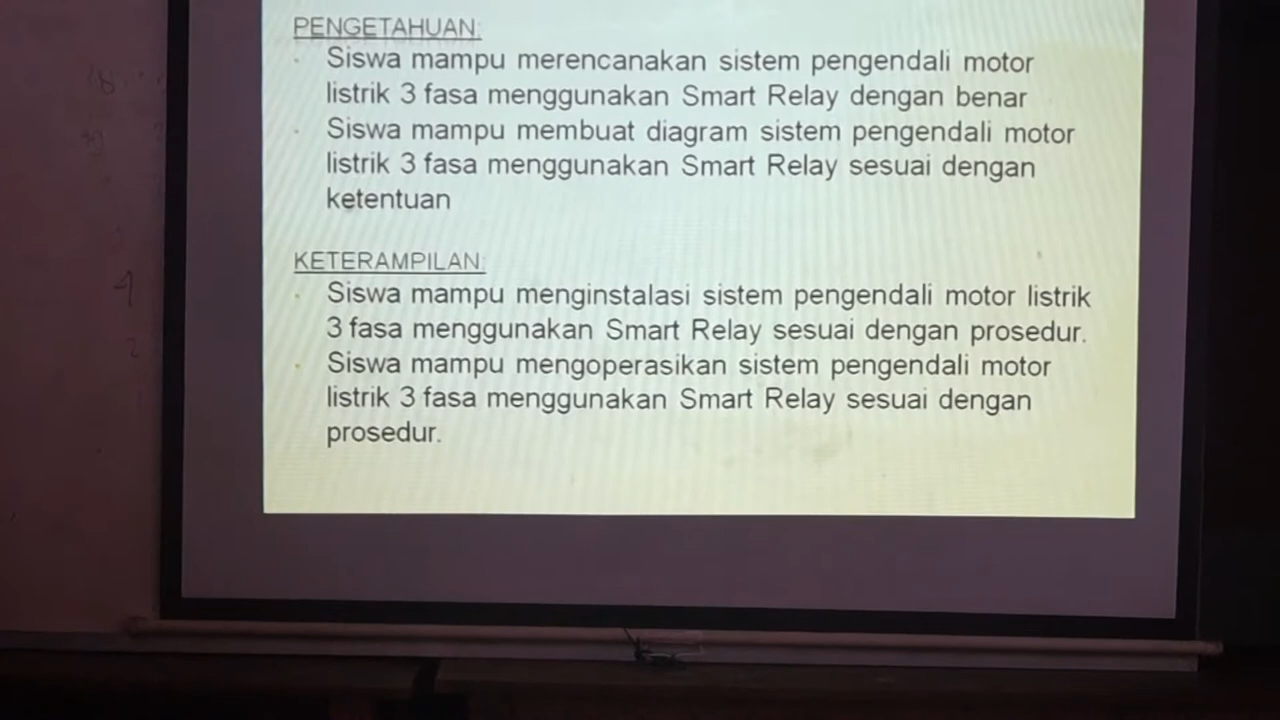 PENGETAHUAN:
· Siswa mampu merencanakan sistem pengendali motor
listrik 3 fasa menggunakan Smart Relay dengan benar
· Siswa mampu membuat diagram sistem pengendali motor
listrik 3 fasa menggunakan Smart Relay sesuai dengan
ketentuan
KETERAMPILAN:
· Siswa mampu menginstalasi sistem pengendali motor listrik
3 fasa menggunakan Smart Relay sesuai dengan prosedur.
· Siswa mampu mengoperasikan sistem pengendali motor
listrik 3 fasa menggunakan Smart Relay sesuai dengan
prosedur.